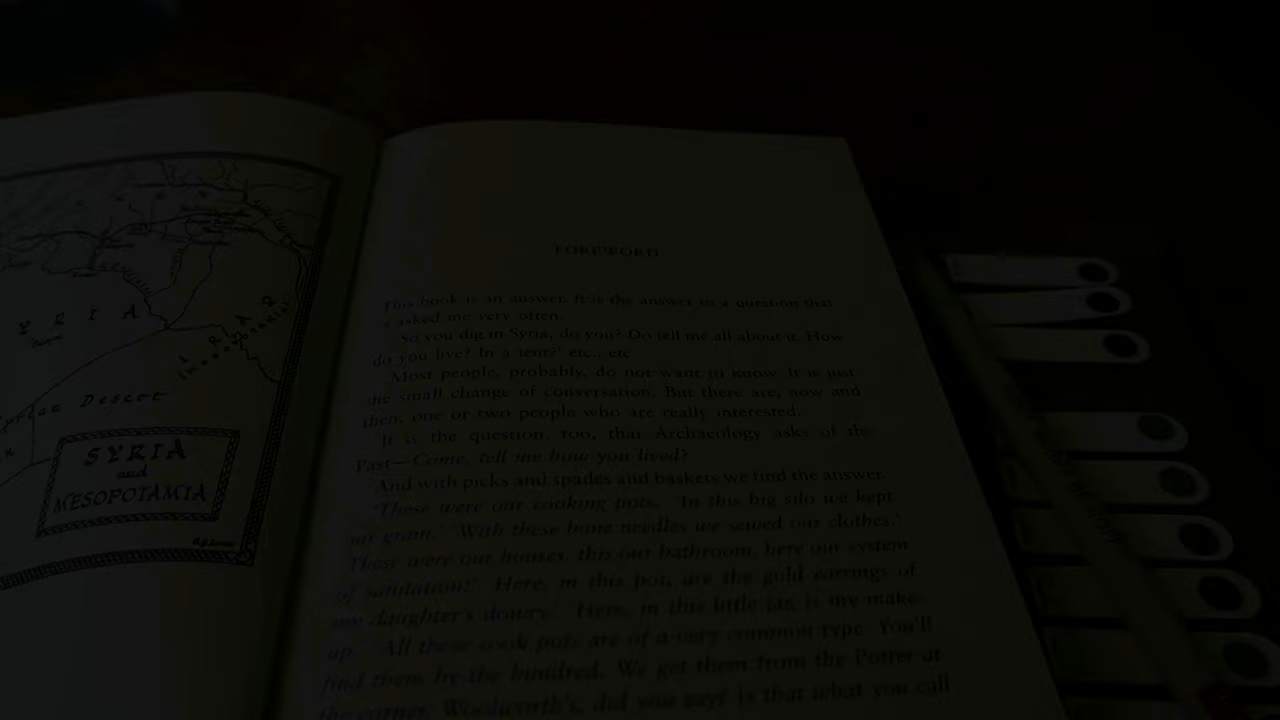 SYRIA
and
MESOPOTAMIA
FOREWORD
This book is an answer. It is the answer to a question that
is asked me very often.
'So you dig in Syria, do you? Do tell me all about it. How
do you live? In a tent?' etc., etc
Most people, probably, do not want to know. It is just
the small change of conversation. But there are, now and
then, one or two people who are really interested.
It is the question, too, that Archaeology asks of the
Past—Come, tell me how you lived?
And with picks and spades and baskets we find the answer.
'These were our cooking pots.' 'In this big silo we kept
our grain.' 'With these bone needles we sewed our clothes.'
'These were our houses, this our bathroom, here our system
of sanitation!' 'Here, in this pot, are the gold earrings of
my daughter's dowry.' 'Here, in this little jar, is my make-
up.' 'All these cook-pots are of a very common type. You'll
find them by the hundred. We get them from the Potter at
the corner. Woolworth's, did you say? Is that what you call